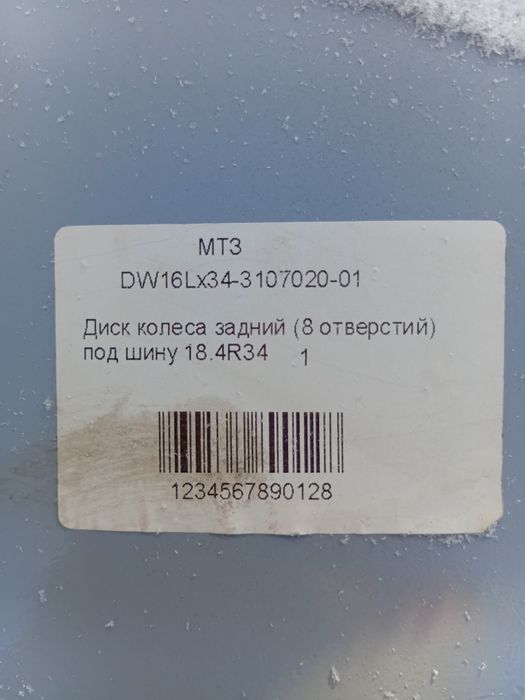 МТЗ
DW16Lx34-3107020-01
Диск колеса задний (8 отверстий)
под шину 18.4R34 1
1234567890128